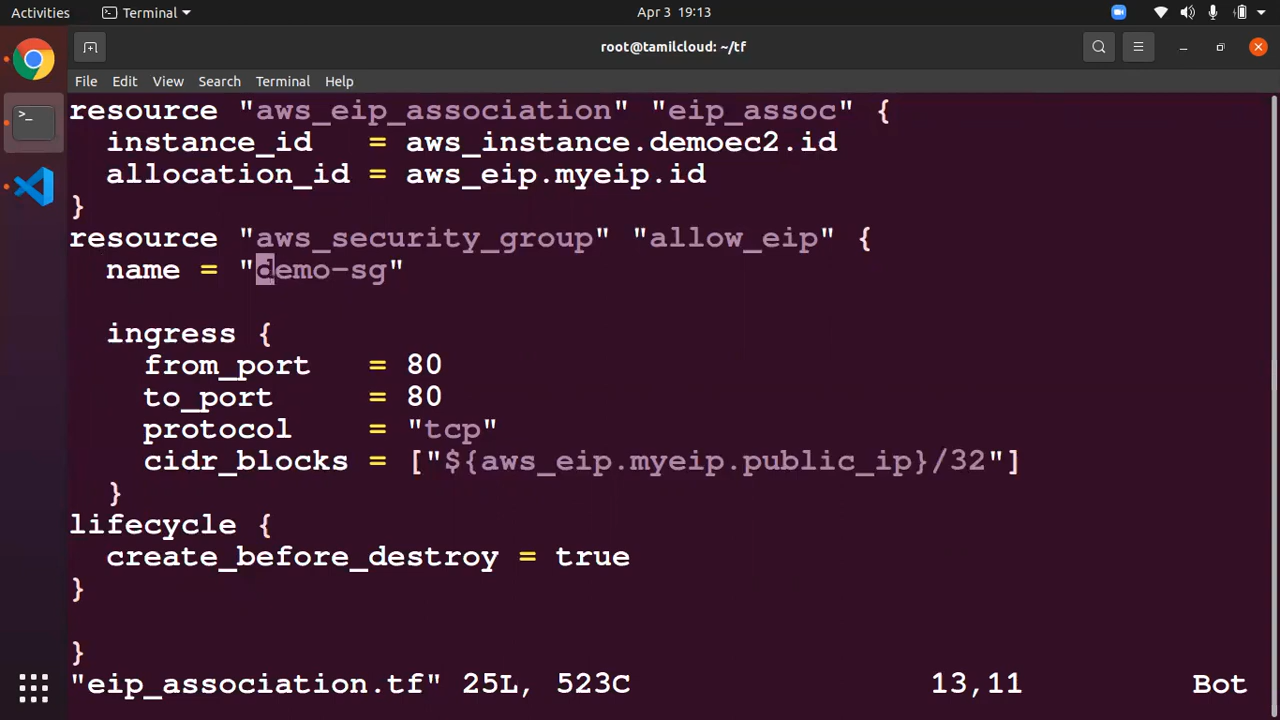 Activities
Terminal
Apr 3 19:13
root@tamilcloud: ~/tf
File Edit View Search Terminal Help
resource "aws_eip_association" "eip_assoc" {
  instance_id   = aws_instance.demoec2.id
  allocation_id = aws_eip.myeip.id
}
resource "aws_security_group" "allow_eip" {
  name = "demo-sg"
  ingress {
    from_port   = 80
    to_port     = 80
    protocol    = "tcp"
    cidr_blocks = ["${aws_eip.myeip.public_ip}/32"]
  }
lifecycle {
  create_before_destroy = true
}
}
"eip_association.tf" 25L, 523C 13,11 Bot